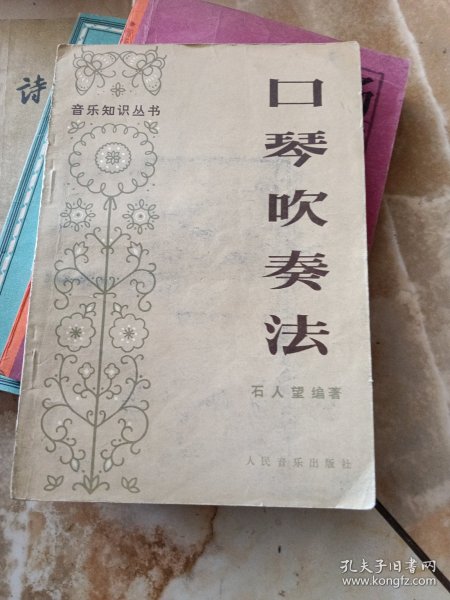 音乐知识丛书
口琴吹奏法
石人望编著
人民音乐出版社
诗
孔夫子旧书网
www.kongfz.com